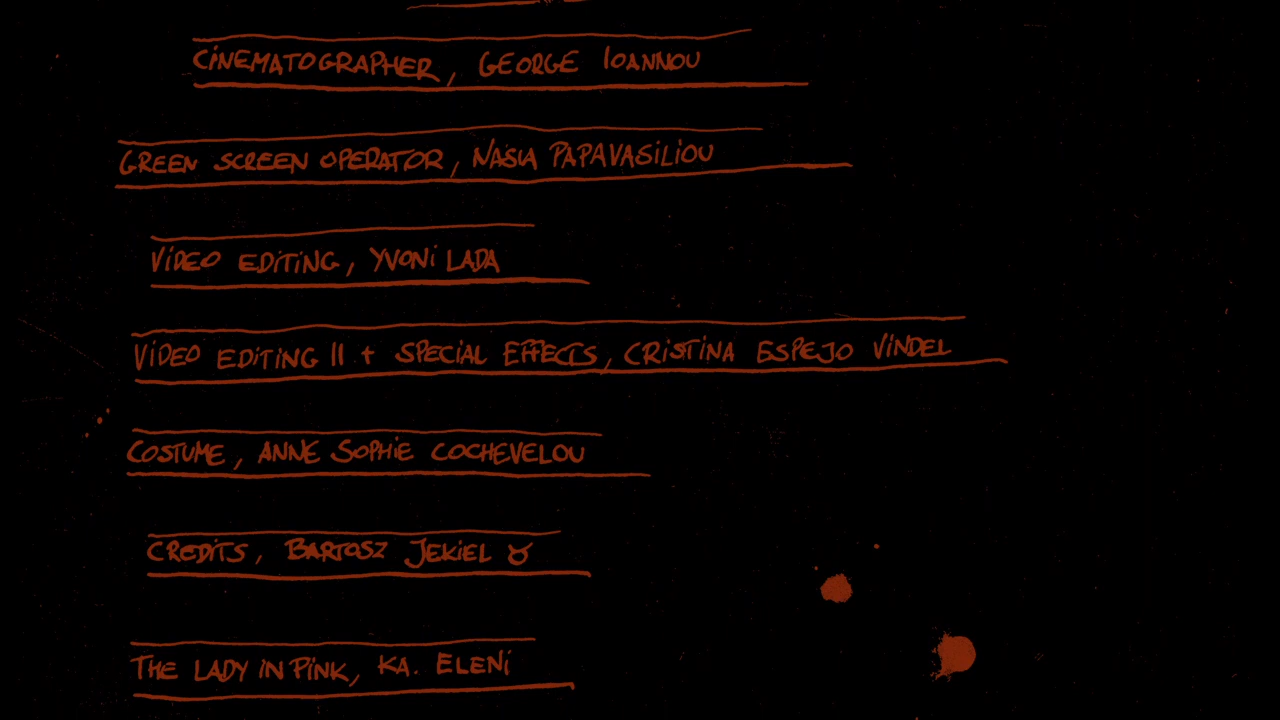 CINEMATOGRAPHER, GEORGE IOANNOU
GREEN SCREEN OPERATOR, NASIA PAPAVASILIOU
VIDEO EDITING, YVONI LADA
VIDEO EDITING II + SPECIAL EFFECTS, CRISTINA ESPEJO VINDEL
COSTUME, ANNE SOPHIE COCHEVELOU
CREDITS, BARTOSZ JEKIEL ♉
THE LADY IN PINK, KA. ELENI